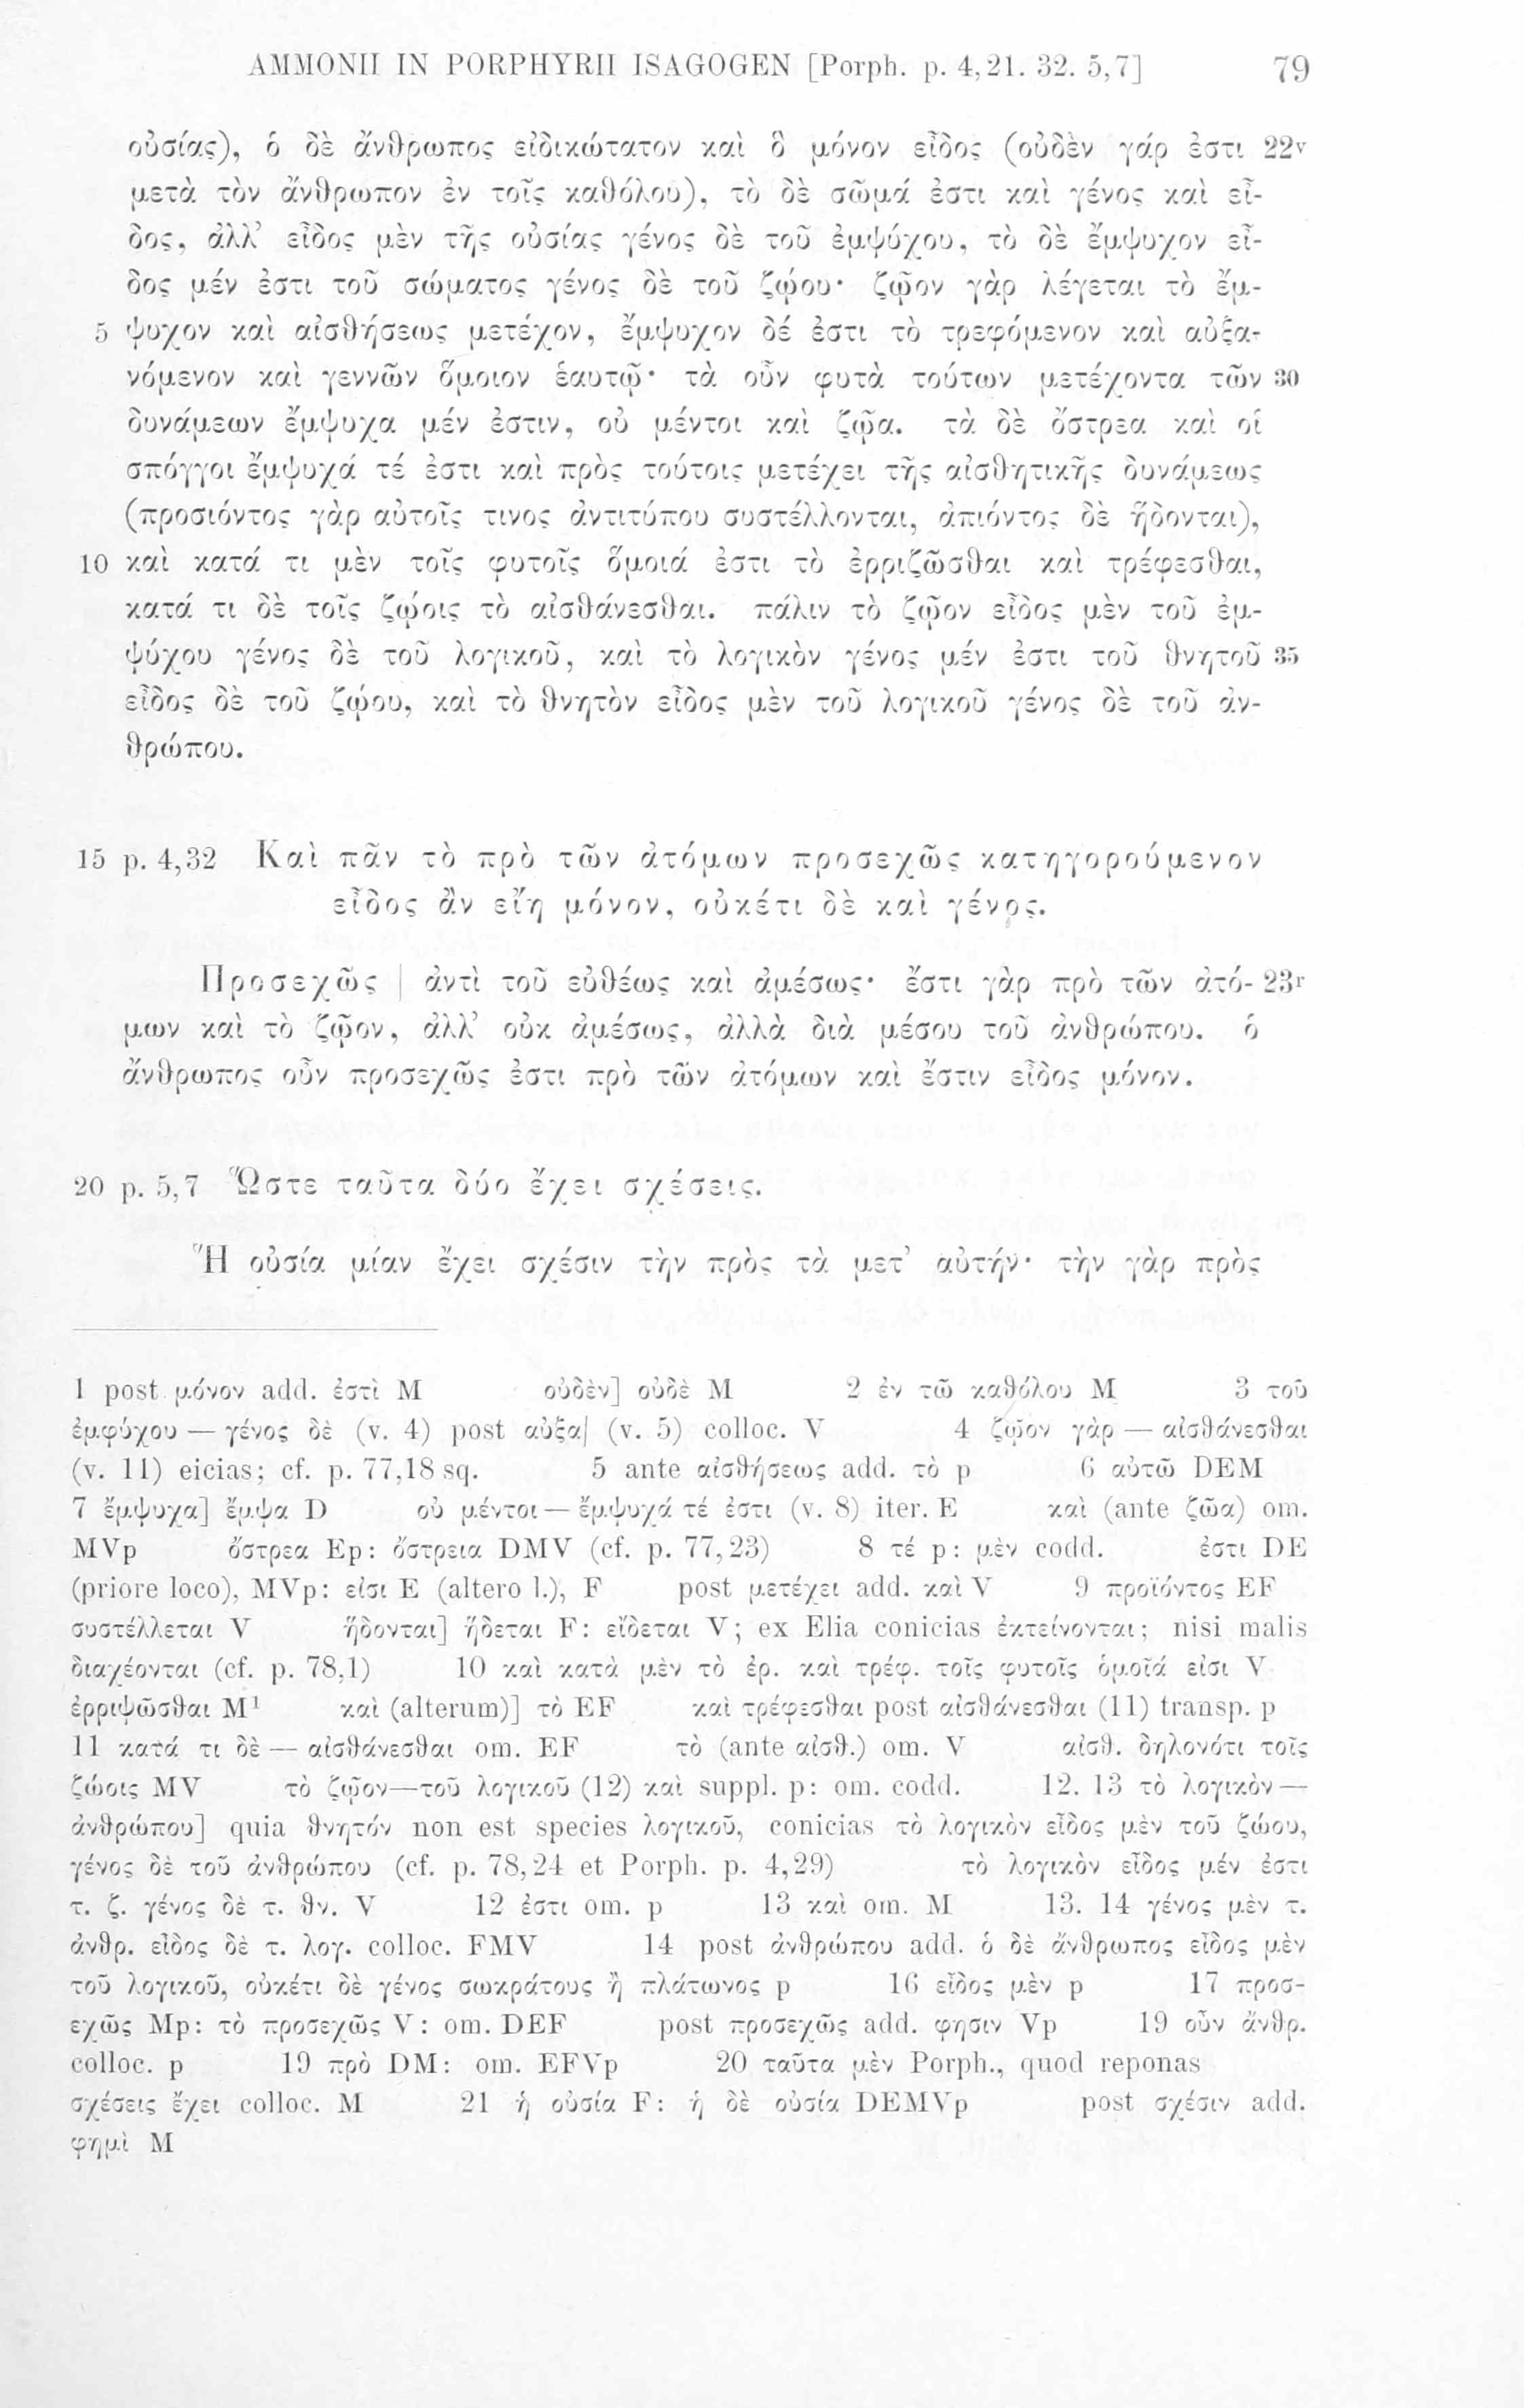 AMMONII IN PORPHYRII ISAGOGEN [Porph. p. 4,21. 32. 5,7] 79
οὐσίας), ὁ δὲ ἄνθρωπος εἰδικώτατον καὶ ὃ μόνον εἶδος (οὐδὲν γάρ ἐστι 22v
μετὰ τὸν ἄνθρωπον ἐν τοῖς καθόλου), τὸ δὲ σῶμά ἐστι καὶ γένος καὶ εἶ-
δος, ἀλλ’ εἶδος μὲν τῆς οὐσίας γένος δὲ τοῦ ἐμψύχου, τὸ δὲ ἔμψυχον εἶ-
δος μέν ἐστι τοῦ σώματος γένος δὲ τοῦ ζῴου· ζῷον γὰρ λέγεται τὸ ἔμ-
5 ψυχον καὶ αἰσθήσεως μετέχον, ἔμψυχον δέ ἐστι τὸ τρεφόμενον καὶ αὐξα-
νόμενον καὶ γεννῶν ὅμοιον ἑαυτῷ· τὰ οὖν φυτὰ τούτων μετέχοντα τῶν 30
δυνάμεων ἔμψυχα μέν ἐστιν, οὐ μέντοι καὶ ζῷα. τὰ δὲ ὄστρεα καὶ οἱ
σπόγγοι ἔμψυχά τέ ἐστι καὶ πρὸς τούτοις μετέχει τῆς αἰσθητικῆς δυνάμεως
(προσιόντος γὰρ αὐτοῖς τινος ἀντιτύπου συστέλλονται, ἀπιόντος δὲ ἥδονται),
10 καὶ κατά τι μὲν τοῖς φυτοῖς ὅμοιά ἐστι τὸ ἐρριζῶσθαι καὶ τρέφεσθαι,
κατά τι δὲ τοῖς ζῴοις τὸ αἰσθάνεσθαι. πάλιν τὸ ζῷον εἶδος μὲν τοῦ ἐμ-
ψύχου γένος δὲ τοῦ λογικοῦ, καὶ τὸ λογικὸν γένος μέν ἐστι τοῦ θνητοῦ 35
εἶδος δὲ τοῦ ζῴου, καὶ τὸ θνητὸν εἶδος μὲν τοῦ λογικοῦ γένος δὲ τοῦ ἀν-
θρώπου.
15 p. 4,32 Καὶ πᾶν τὸ πρὸ τῶν ἀτόμων προσεχῶς κατηγορούμενον
εἶδος ἂν εἴη μόνον, οὐκέτι δὲ καὶ γένος.
Προσεχῶς | ἀντὶ τοῦ εὐθέως καὶ ἀμέσως· ἔστι γὰρ πρὸ τῶν ἀτό- 23r
μων καὶ τὸ ζῷον, ἀλλ’ οὐκ ἀμέσως, ἀλλὰ διὰ μέσου τοῦ ἀνθρώπου. ὁ
ἄνθρωπος οὖν προσεχῶς ἐστι πρὸ τῶν ἀτόμων καὶ ἔστιν εἶδος μόνον.
20 p. 5,7 Ὥστε ταῦτα δύο ἔχει σχέσεις.
Ἡ οὐσία μίαν ἔχει σχέσιν τὴν πρὸς τὰ μετ’ αὐτήν· τὴν γὰρ πρὸς
1 post μόνον add. ἐστὶ M οὐδὲν] οὐδὲ M 2 ἐν τῶ καθόλου M 3 τοῦ
ἐμφύχου — γένος δὲ (v. 4) post αὐξα| (v. 5) colloc. V 4 ζῷον γὰρ — αἰσθάνεσθαι
(v. 11) eicias; cf. p. 77,18 sq. 5 ante αἰσθήσεως add. τὸ p 6 αὐτῶ DEM
7 ἔμψυχα] ἔμψα D οὐ μέντοι — ἔμψυχά τέ ἐστι (v. 8) iter. E καὶ (ante ζῶα) om.
MVp ὄστρεα Ep: ὄστρεια DMV (cf. p. 77,23) 8 τέ p: μὲν codd. ἐστι DE
(priore loco), MVp: εἰσι E (altero l.), F post μετέχει add. καὶ V 9 προϊόντος EF
συστέλλεται V ἥδονται] ἥδεται F: εἴδεται V; ex Elia conicias ἐκτείνονται; nisi malis
διαχέονται (cf. p. 78,1) 10 καὶ κατὰ μὲν τὸ ἐρ. καὶ τρέφ. τοῖς φυτοῖς ὁμοῖά εἰσι V
ἐρριψῶσθαι M¹ καὶ (alterum)] τὸ EF καὶ τρέφεσθαι post αἰσθάνεσθαι (11) transp. p
11 κατά τι δὲ — αἰσθάνεσθαι om. EF τὸ (ante αἰσθ.) om. V αἰσθ. δηλονότι τοῖς
ζώοις MV τὸ ζῷον—τοῦ λογικοῦ (12) καὶ suppl. p: om. codd. 12. 13 τὸ λογικὸν —
ἀνθρώπου] quia θνητόν non est species λογικοῦ, conicias τὸ λογικὸν εἶδος μὲν τοῦ ζώου,
γένος δὲ τοῦ ἀνθρώπου (cf. p. 78,24 et Porph. p. 4,29) τὸ λογικὸν εἶδος μέν ἐστι
τ. ζ. γένος δὲ τ. θν. V 12 ἐστι om. p 13 καὶ om. M 13. 14 γένος μὲν τ.
ἀνθρ. εἶδος δὲ τ. λογ. colloc. FMV 14 post ἀνθρώπου add. ὁ δὲ ἄνθρωπος εἶδος μὲν
τοῦ λογικοῦ, οὐκέτι δὲ γένος σωκράτους ἢ πλάτωνος p 16 εἶδος μὲν p 17 προσ-
εχῶς Mp: τὸ προσεχῶς V: om. DEF post προσεχῶς add. φησιν Vp 19 οὖν ἄνθρ.
colloc. p 19 πρὸ DM: om. EFVp 20 ταῦτα μὲν Porph., quod reponas
σχέσεις ἔχει colloc. M 21 ἡ οὐσία F: ἡ δὲ οὐσία DEMVp post σχέσιν add.
φημὶ M